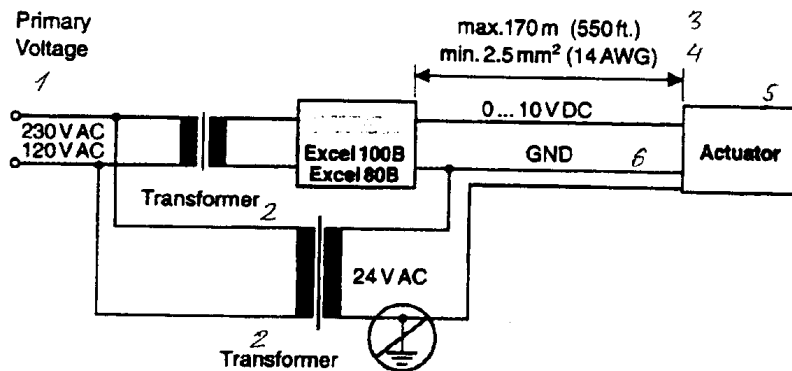 Primary
Voltage
1
max.170 m (550 ft.) 3
min. 2.5 mm² (14 AWG) 4
230 V AC
120 V AC
0 ... 10 V DC
5
Excel 100B
Excel 80B
GND 6
Actuator
Transformer 2
24 V AC
2
Transformer